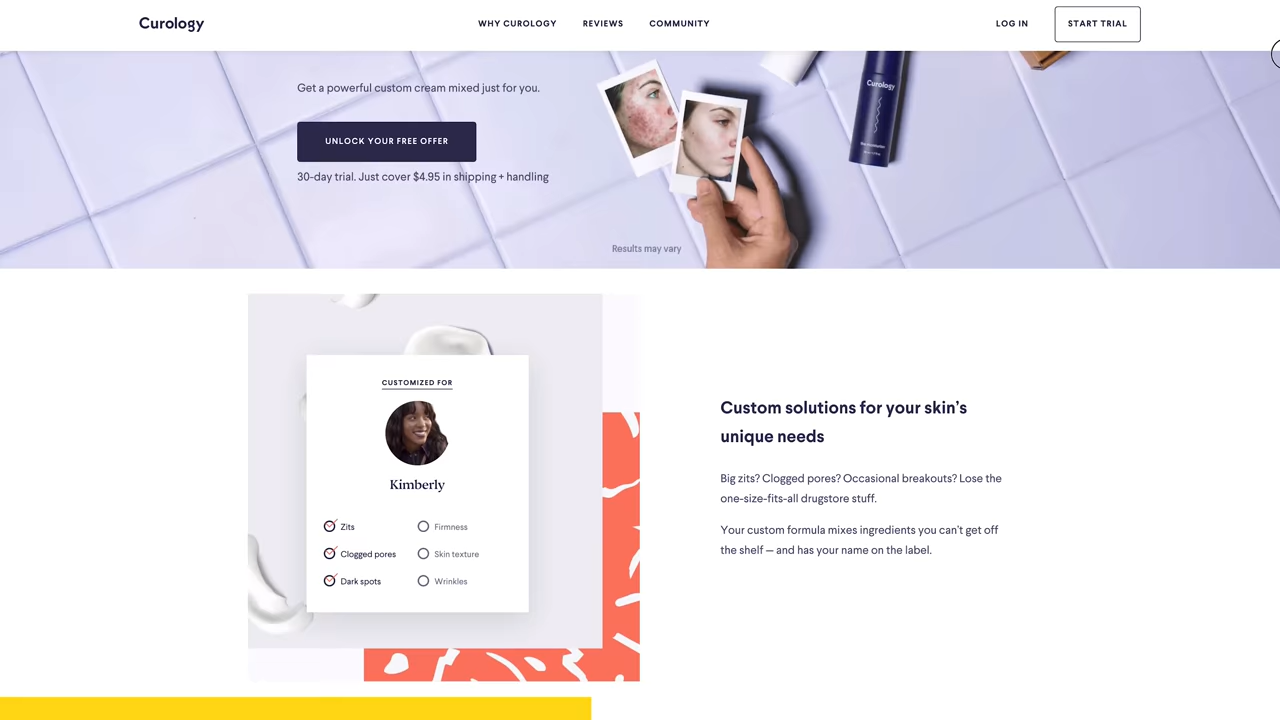 Curology
WHY CUROLOGY
REVIEWS
COMMUNITY
LOG IN
START TRIAL
Get a powerful custom cream mixed just for you.
UNLOCK YOUR FREE OFFER
30-day trial. Just cover $4.95 in shipping + handling
Curology
Results may vary
CUSTOMIZED FOR
Kimberly
Zits
Firmness
Clogged pores
Skin texture
Dark spots
Wrinkles
Custom solutions for your skin’s
unique needs
Big zits? Clogged pores? Occasional breakouts? Lose the
one-size-fits-all drugstore stuff.
Your custom formula mixes ingredients you can’t get off
the shelf — and has your name on the label.